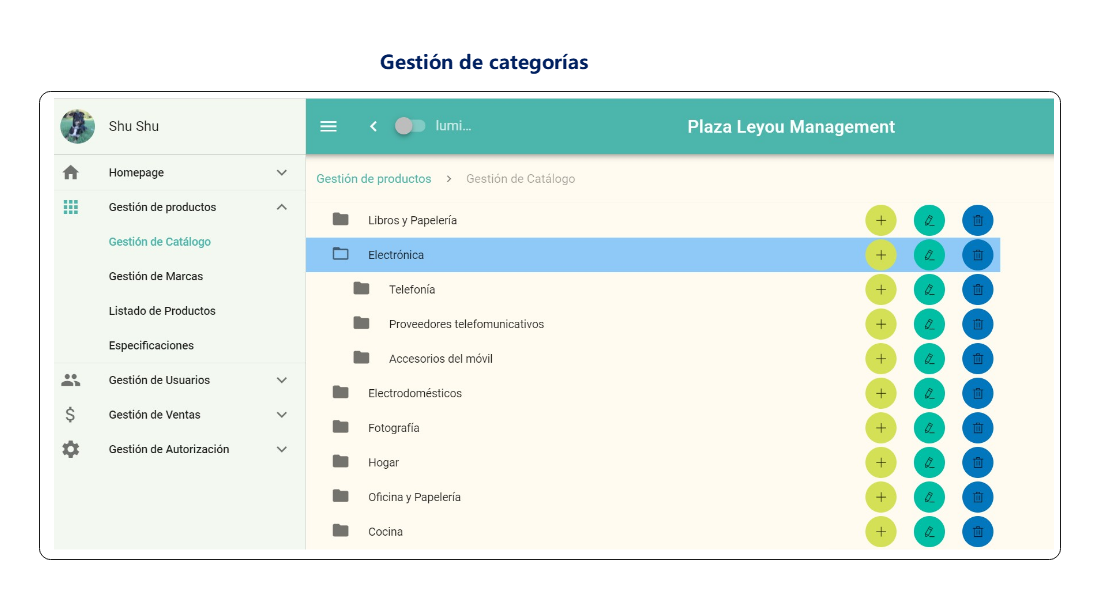 Gestión de categorías
Shu Shu
lumi...
Plaza Leyou Management
Homepage
Gestión de productos
Gestión de Catálogo
Gestión de Marcas
Listado de Productos
Especificaciones
Gestión de Usuarios
Gestión de Ventas
Gestión de Autorización
Gestión de productos > Gestión de Catálogo
Libros y Papelería
Electrónica
Telefonía
Proveedores telefomunicativos
Accesorios del móvil
Electrodomésticos
Fotografía
Hogar
Oficina y Papelería
Cocina